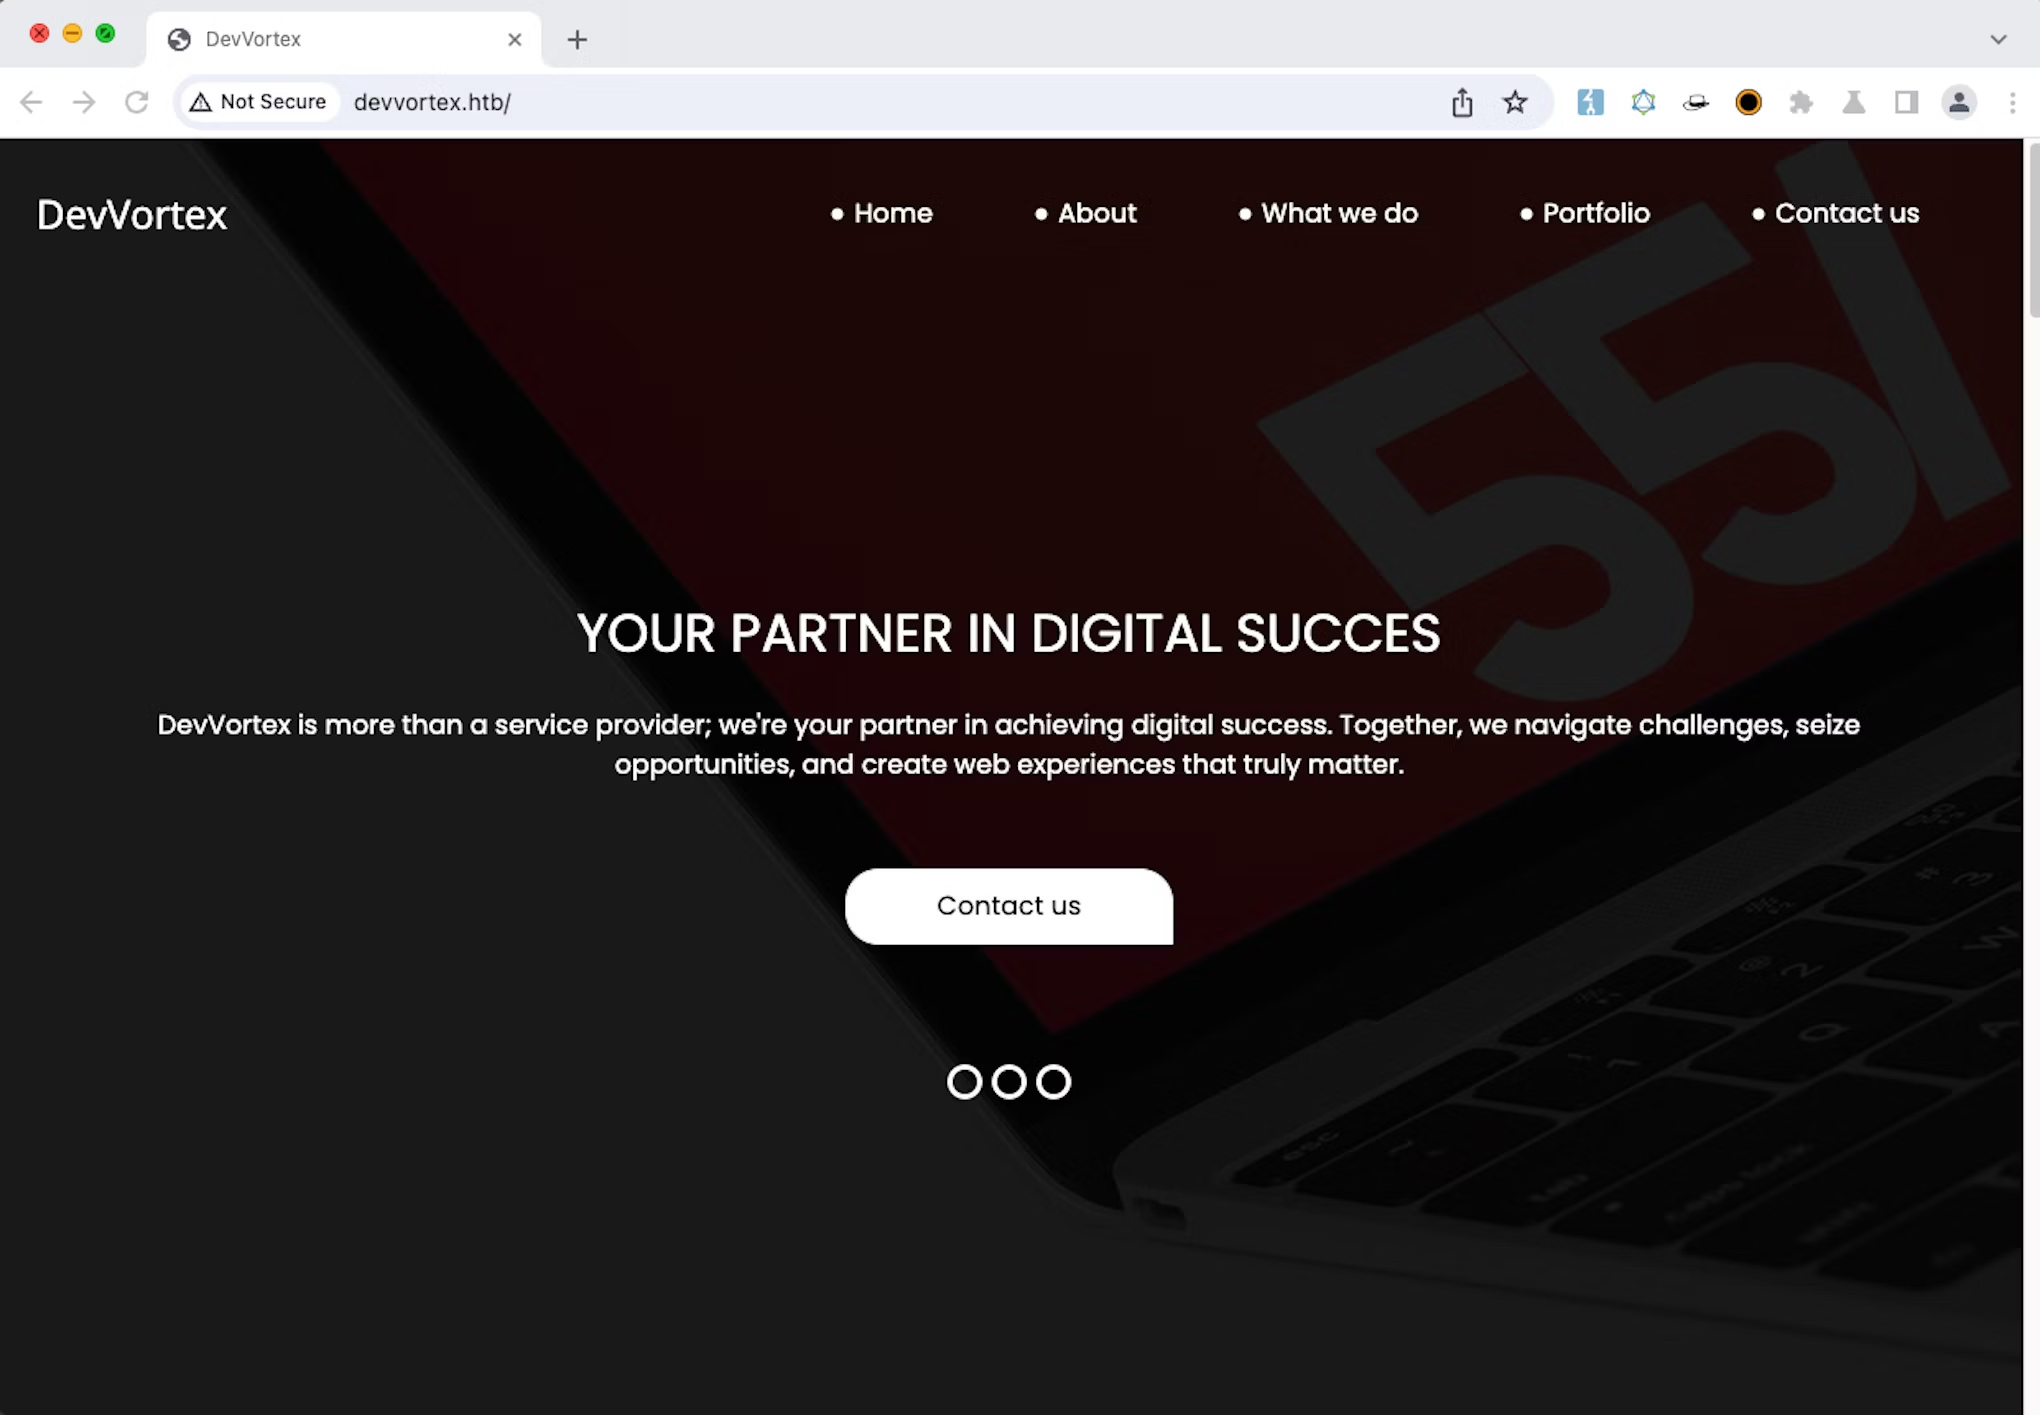 DevVortex
Not Secure
devvortex.htb/
DevVortex
Home
About
What we do
Portfolio
Contact us
55/
YOUR PARTNER IN DIGITAL SUCCES
DevVortex is more than a service provider; we're your partner in achieving digital success. Together, we navigate challenges, seize
opportunities, and create web experiences that truly matter.
Contact us
esc